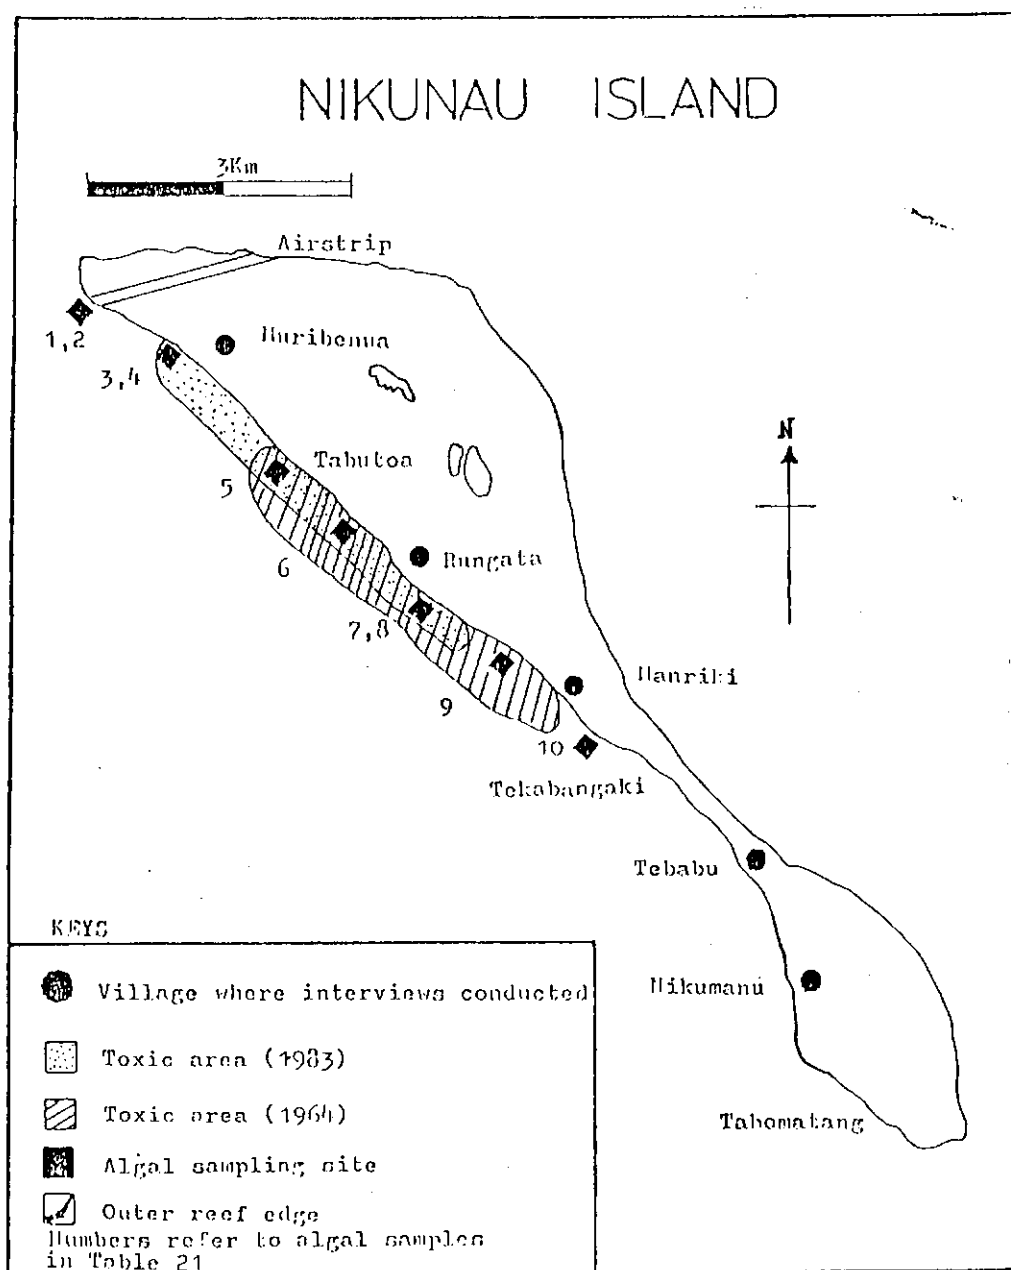 NIKUNAU ISLAND
3Km
Airstrip
1,2
3,4
5
Tabutoa
6
Rungata
7,8
9
10
Tekabangaki
N
Tebabu
Nikumanu
Tabomatang
KEYS
Village where interviews conducted
Toxic area (1983)
Toxic area (1964)
Algal sampling site
Outer reef edge
Numbers refer to algal samples
in Table 21